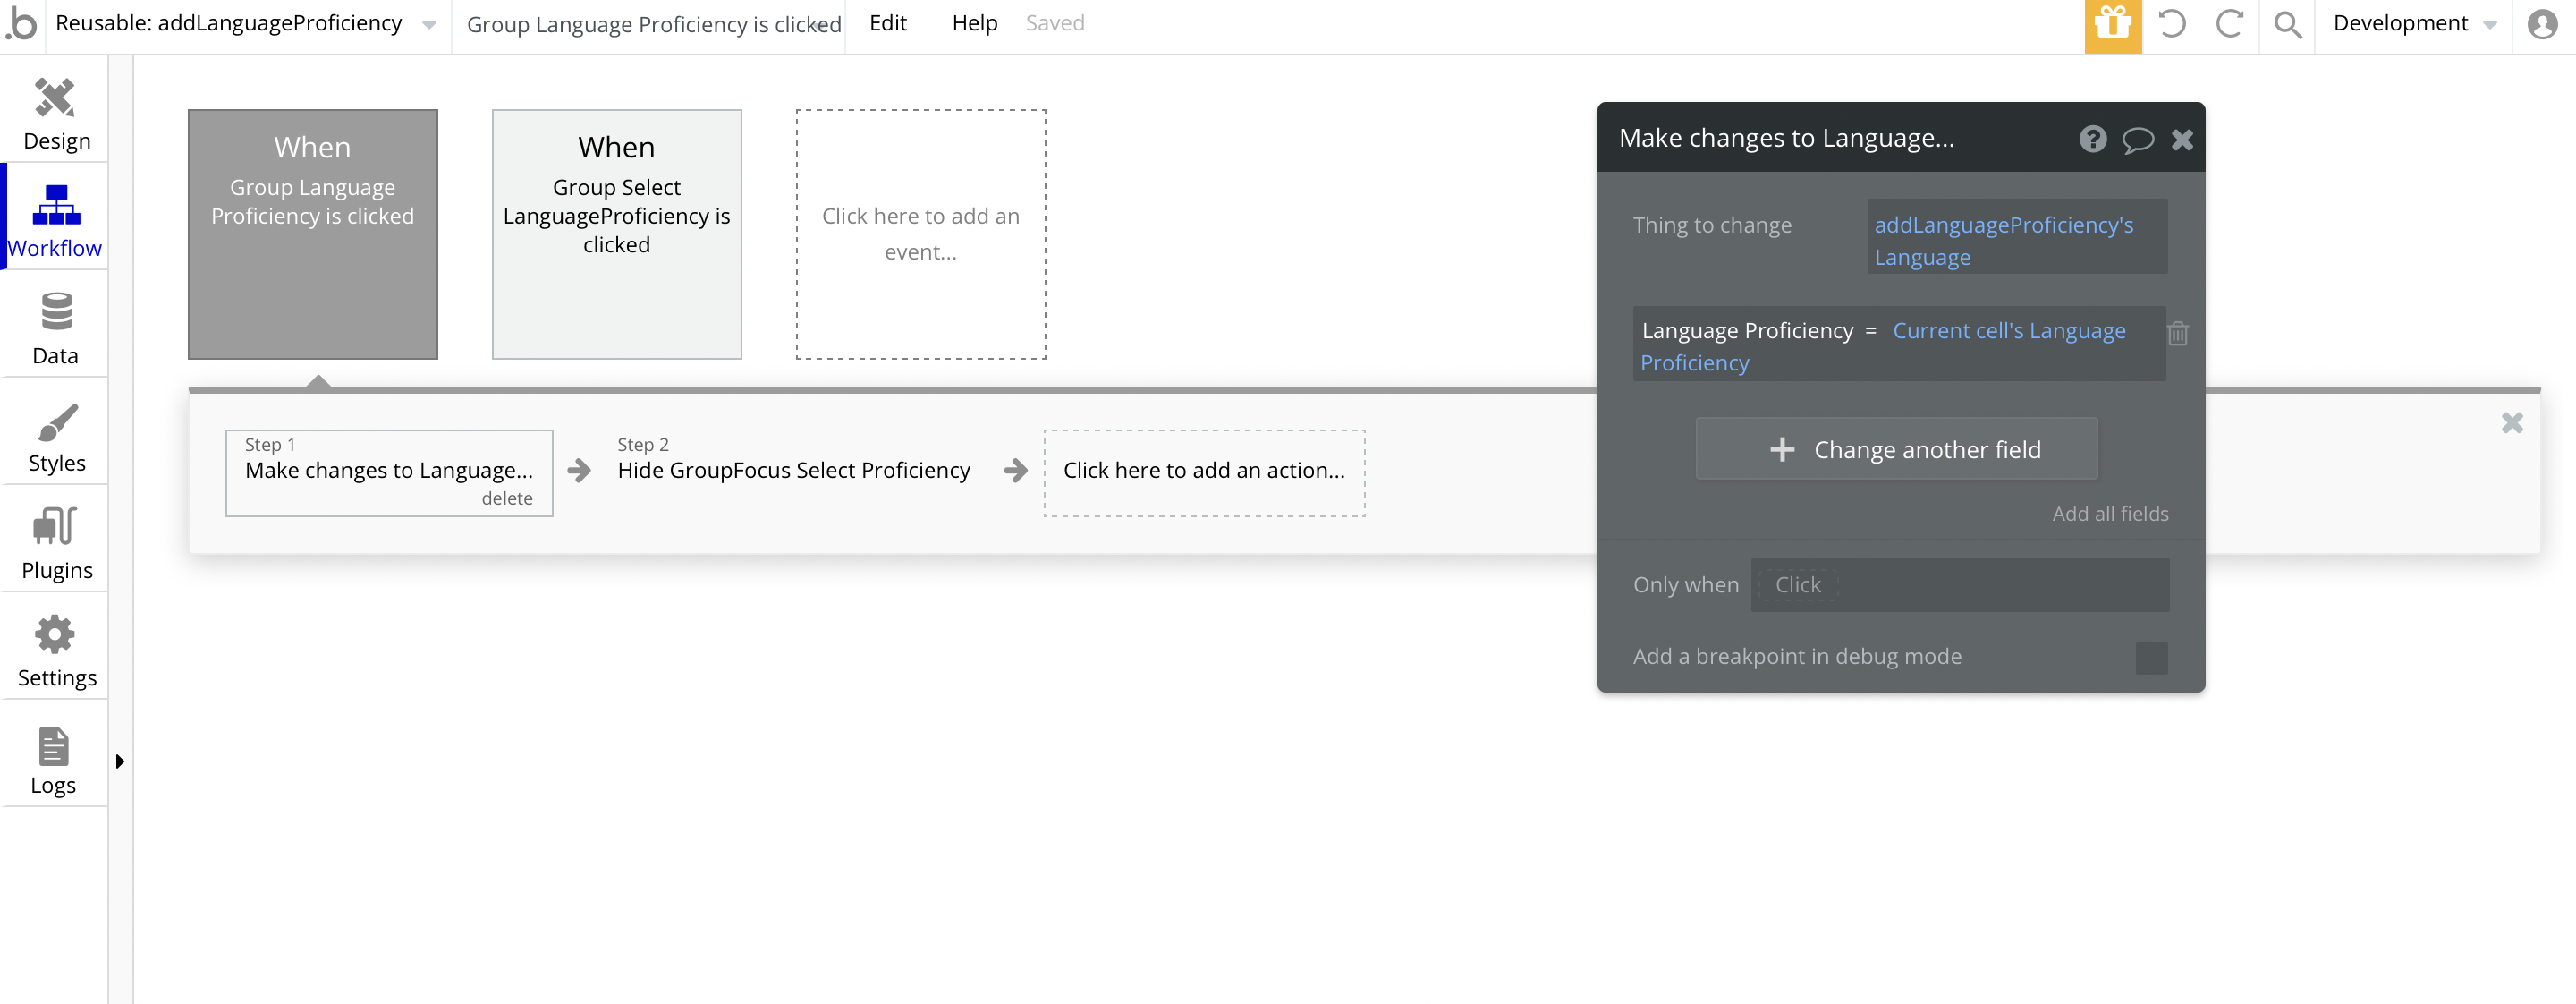 .b
Reusable: addLanguageProficiency
Group Language Proficiency is clicked
Edit
Help
Saved
Development
Design
Workflow
Data
Styles
Plugins
Settings
Logs
When
Group Language
Proficiency is clicked
When
Group Select
LanguageProficiency is
clicked
Click here to add an
event...
Step 1
Make changes to Language...
delete
Step 2
Hide GroupFocus Select Proficiency
Click here to add an action...
Make changes to Language...
?
Thing to change
addLanguageProficiency's
Language
Language Proficiency = Current cell's Language
Proficiency
Change another field
Add all fields
Only when
Click
Add a breakpoint in debug mode